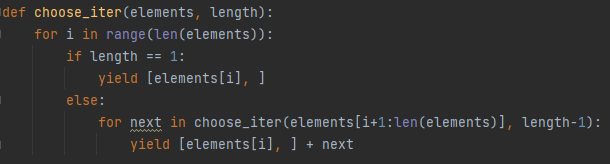 def choose_iter(elements, length):
    for i in range(len(elements)):
        if length == 1:
            yield [elements[i], ]
        else:
            for next in choose_iter(elements[i+1:len(elements)], length-1):
                yield [elements[i], ] + next